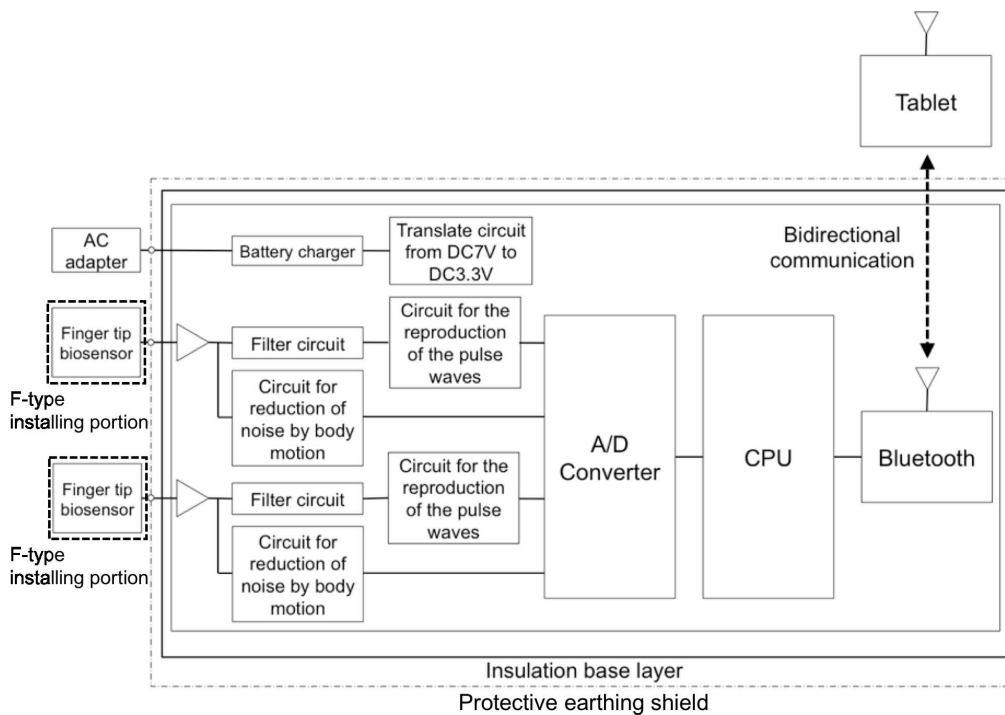 Tablet
Bidirectional
communication
AC
adapter
Battery charger
Translate circuit
from DC7V to
DC3.3V
Finger tip
biosensor
F-type
installing portion
Filter circuit
Circuit for the
reproduction
of the pulse
waves
Circuit for
reduction of
noise by body
motion
Finger tip
biosensor
F-type
installing portion
Filter circuit
Circuit for the
reproduction
of the pulse
waves
Circuit for
reduction of
noise by body
motion
A/D
Converter
CPU
Bluetooth
Insulation base layer
Protective earthing shield